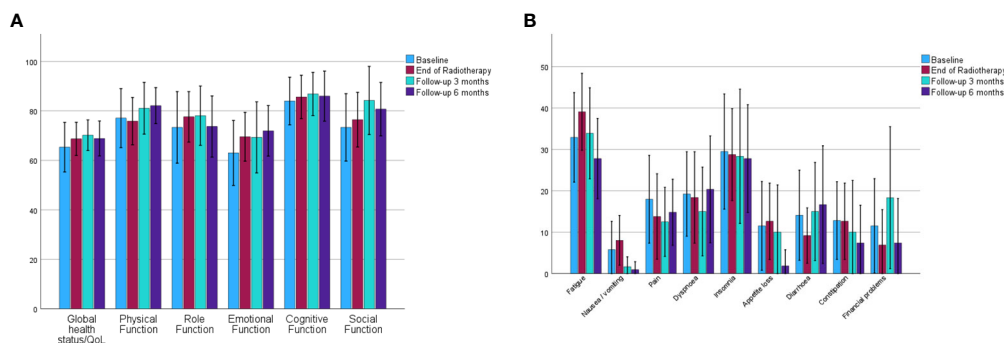 A
100
80
60
40
20
0
Global
health
status/QoL
Physical
Function
Role
Function
Emotional
Function
Cognitive
Function
Social
Function
Baseline
End of Radiotherapy
Follow-up 3 months
Follow-up 6 months
B
50
40
30
20
10
0
Fatigue
Nausea / vomiting
Pain
Dyspnoea
Insomnia
Appetite loss
Diarrhoea
Constipation
Financial problems
Baseline
End of Radiotherapy
Follow-up 3 months
Follow-up 6 months